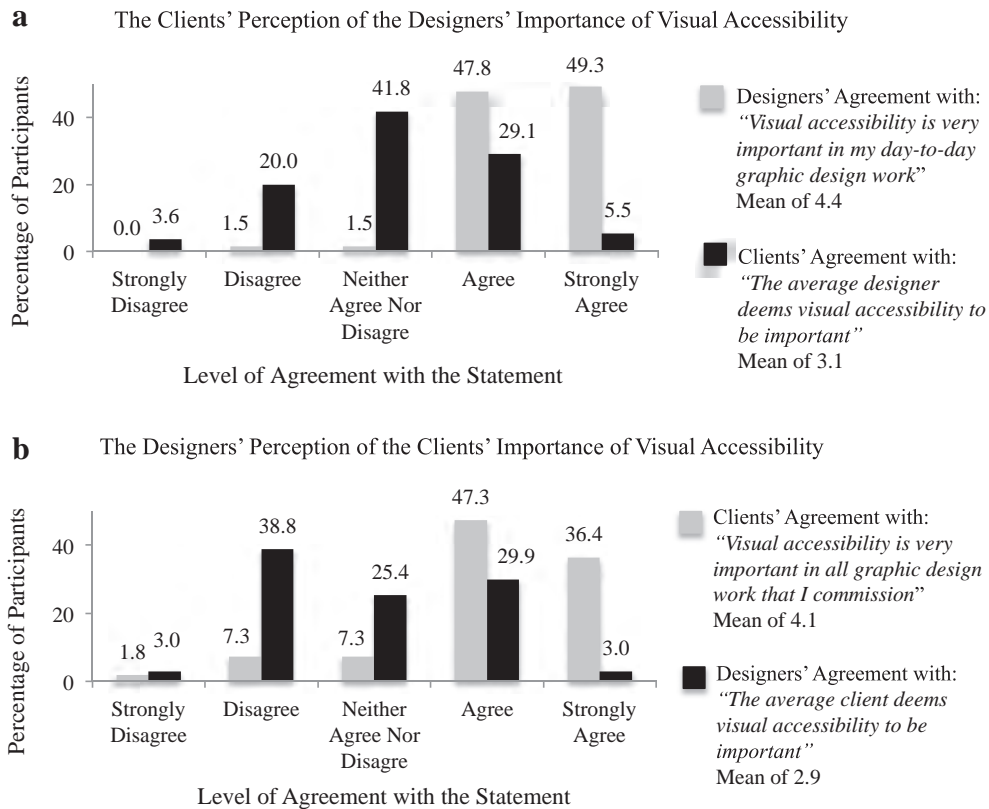 a
The Clients' Perception of the Designers' Importance of Visual Accessibility
Percentage of Participants
40
20
0
0.0 3.6
1.5 20.0
1.5 41.8
47.8 29.1
49.3 5.5
Strongly
Disagree
Disagree
Neither
Agree Nor
Disagre
Agree
Strongly
Agree
Level of Agreement with the Statement
Designers' Agreement with:
“Visual accessibility is very
important in my day-to-day
graphic design work”
Mean of 4.4
Clients' Agreement with:
“The average designer
deems visual accessibility to
be important”
Mean of 3.1
b
The Designers' Perception of the Clients' Importance of Visual Accessibility
Percentage of Participants
40
20
0
1.8 3.0
7.3 38.8
7.3 25.4
47.3 29.9
36.4 3.0
Strongly
Disagree
Disagree
Neither
Agree Nor
Disagre
Agree
Strongly
Agree
Level of Agreement with the Statement
Clients' Agreement with:
“Visual accessibility is very
important in all graphic design
work that I commission”
Mean of 4.1
Designers' Agreement with:
“The average client deems
visual accessibility to be
important”
Mean of 2.9